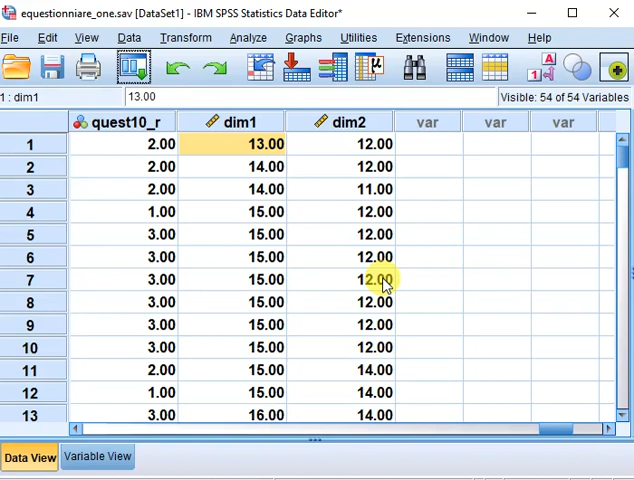 equestionniare_one.sav [DataSet1] - IBM SPSS Statistics Data Editor*
File Edit View Data Transform Analyze Graphs Utilities Extensions Window Help
A
14
1 : dim1 13.00 Visible: 54 of 54 Variables
quest10_r dim1 dim2 var var var
1 2.00 13.00 12.00
2 2.00 14.00 12.00
3 2.00 14.00 11.00
4 1.00 15.00 12.00
5 3.00 15.00 12.00
6 3.00 15.00 12.00
7 3.00 15.00 12.00
8 3.00 15.00 12.00
9 3.00 15.00 12.00
10 3.00 15.00 12.00
11 2.00 15.00 14.00
12 1.00 15.00 14.00
13 3.00 16.00 14.00
Data View Variable View